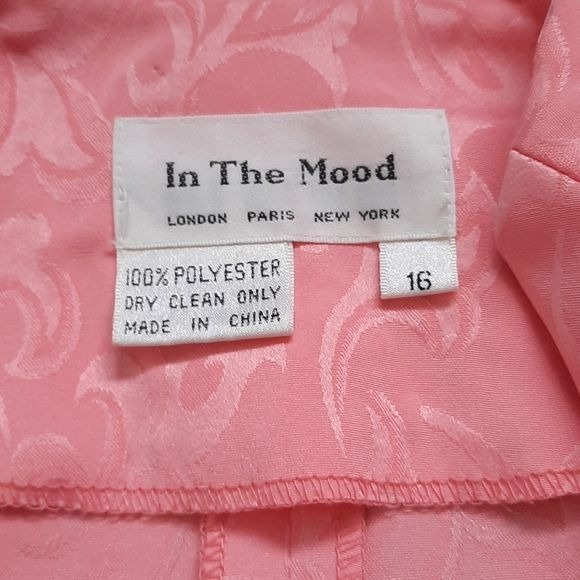 In The Mood
LONDON PARIS NEW YORK
100% POLYESTER
DRY CLEAN ONLY
MADE IN CHINA
16